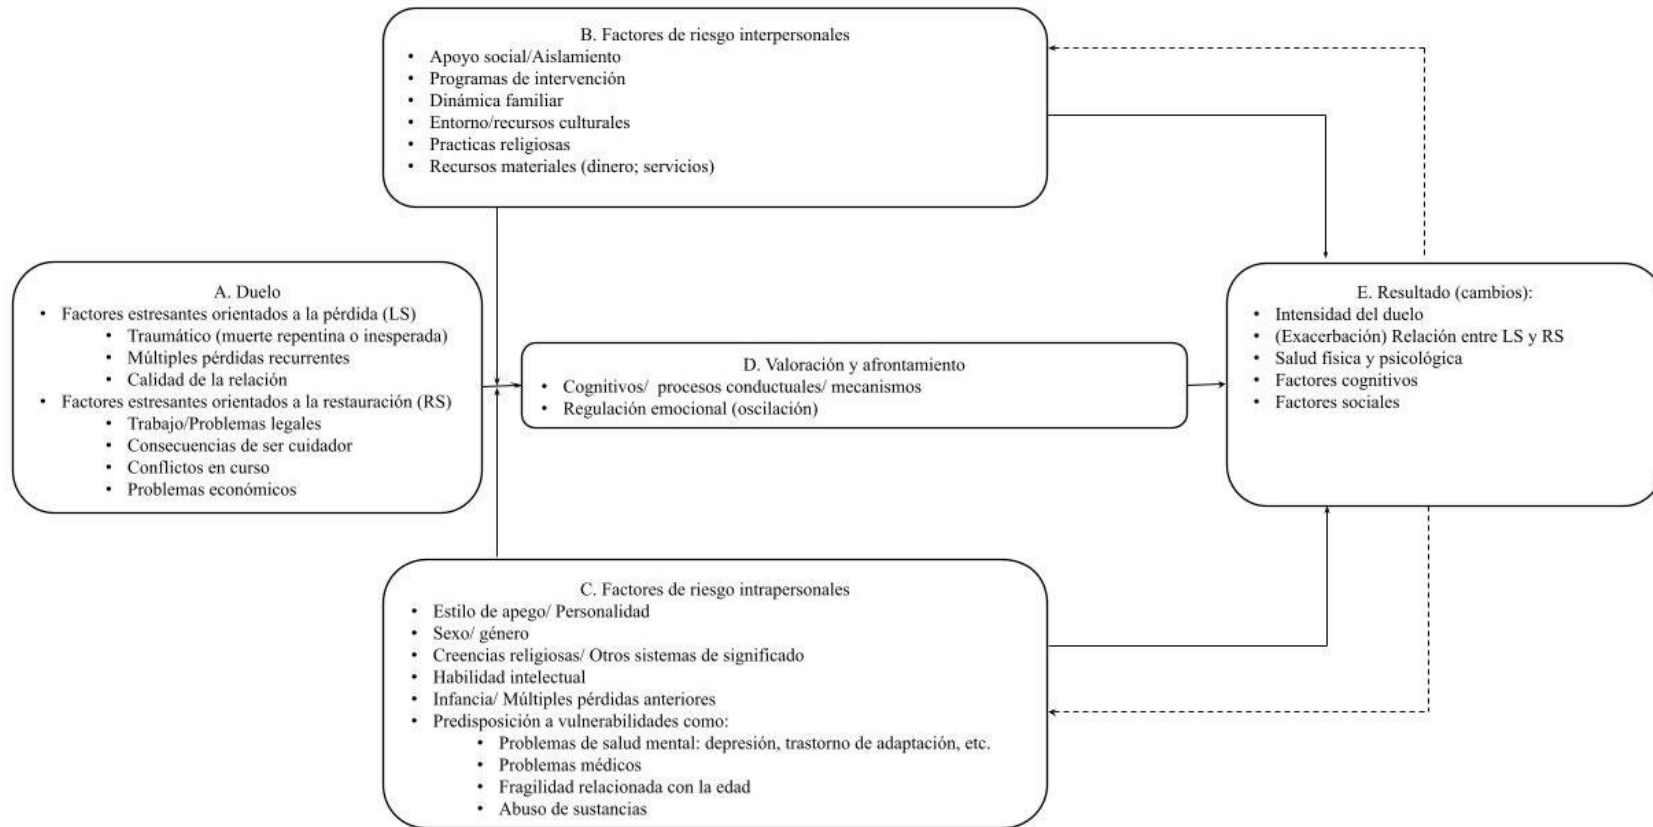 B. Factores de riesgo interpersonales
• Apoyo social/Aislamiento
• Programas de intervención
• Dinámica familiar
• Entorno/recursos culturales
• Practicas religiosas
• Recursos materiales (dinero; servicios)
A. Duelo
• Factores estresantes orientados a la pérdida (LS)
• Traumático (muerte repentina o inesperada)
• Múltiples pérdidas recurrentes
• Calidad de la relación
• Factores estresantes orientados a la restauración (RS)
• Trabajo/Problemas legales
• Consecuencias de ser cuidador
• Conflictos en curso
• Problemas económicos
D. Valoración y afrontamiento
• Cognitivos/ procesos conductuales/ mecanismos
• Regulación emocional (oscilación)
E. Resultado (cambios):
• Intensidad del duelo
• (Exacerbación) Relación entre LS y RS
• Salud física y psicológica
• Factores cognitivos
• Factores sociales
C. Factores de riesgo intrapersonales
• Estilo de apego/ Personalidad
• Sexo/ género
• Creencias religiosas/ Otros sistemas de significado
• Habilidad intelectual
• Infancia/ Múltiples pérdidas anteriores
• Predisposición a vulnerabilidades como:
• Problemas de salud mental: depresión, trastorno de adaptación, etc.
• Problemas médicos
• Fragilidad relacionada con la edad
• Abuso de sustancias